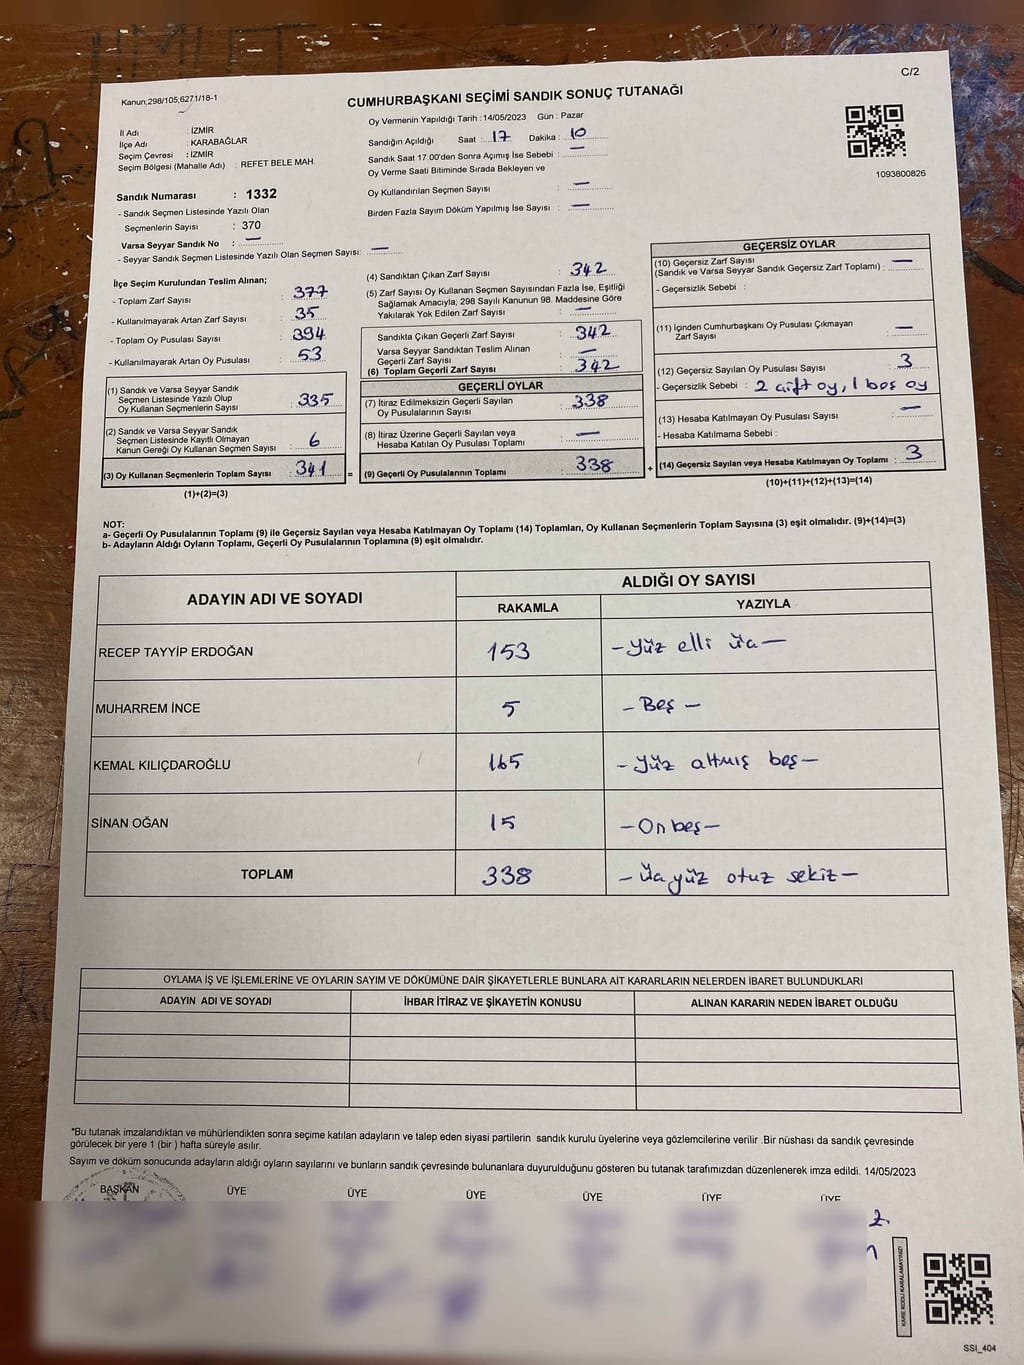 C/2
Kanun;298/105;6271/18-1
CUMHURBAŞKANI SEÇİMİ SANDIK SONUÇ TUTANAĞI
İl Adı : İZMİR
İlçe Adı : KARABAĞLAR
Seçim Çevresi : İZMİR
Seçim Bölgesi (Mahalle Adı) : REFET BELE MAH.
Sandık Numarası : 1332
- Sandık Seçmen Listesinde Yazılı Olan
Seçmenlerin Sayısı : 370
Varsa Seyyar Sandık No : —
- Seyyar Sandık Seçmen Listesinde Yazılı Olan Seçmen Sayısı: —
Oy Vermenin Yapıldığı Tarih : 14/05/2023 Gün : Pazar
Sandığın Açıldığı Saat : 17 Dakika : 10
Sandık Saat 17.00'den Sonra Açımış İse Sebebi : —
Oy Verme Saati Bitiminde Sırada Bekleyen ve
Oy Kullandırılan Seçmen Sayısı : —
Birden Fazla Sayım Döküm Yapılmış İse Sayısı : —
1093800826
İlçe Seçim Kurulundan Teslim Alınan;
- Toplam Zarf Sayısı : 377
- Kullanılmayarak Artan Zarf Sayısı : 35
- Toplam Oy Pusulası Sayısı : 394
- Kullanılmayarak Artan Oy Pusulası : 53
(1) Sandık ve Varsa Seyyar Sandık
Seçmen Listesinde Yazılı Olup
Oy Kullanan Seçmenlerin Sayısı : 335
(2) Sandık ve Varsa Seyyar Sandık
Seçmen Listesinde Kayıtlı Olmayan
Kanun Gereği Oy Kullanan Seçmen Sayısı : 6
(3) Oy Kullanan Seçmenlerin Toplam Sayısı : 341 =
(1)+(2)=(3)
(4) Sandıktan Çıkan Zarf Sayısı : 342
(5) Zarf Sayısı Oy Kullanan Seçmen Sayısından Fazla İse, Eşitliği
Sağlamak Amacıyla; 298 Sayılı Kanunun 98. Maddesine Göre
Yakılarak Yok Edilen Zarf Sayısı : —
Sandıkta Çıkan Geçerli Zarf Sayısı : 342
Varsa Seyyar Sandıktan Teslim Alınan
Geçerli Zarf Sayısı : —
(6) Toplam Geçerli Zarf Sayısı : 342
GEÇERLİ OYLAR
(7) İtiraz Edilmeksizin Geçerli Sayılan
Oy Pusulalarının Sayısı : 338
(8) İtiraz Üzerine Geçerli Sayılan veya
Hesaba Katılan Oy Pusulası Toplamı : —
(9) Geçerli Oy Pusulalarının Toplamı : 338 +
GEÇERSİZ OYLAR
(10) Geçersiz Zarf Sayısı
(Sandık ve Varsa Seyyar Sandık Geçersiz Zarf Toplamı) : —
- Geçersizlik Sebebi :
(11) İçinden Cumhurbaşkanı Oy Pusulası Çıkmayan
Zarf Sayısı : —
(12) Geçersiz Sayılan Oy Pusulası Sayısı : 3
- Geçersizlik Sebebi : 2 çift oy, 1 boş oy
(13) Hesaba Katılmayan Oy Pusulası Sayısı : —
- Hesaba Katılmama Sebebi :
(14) Geçersiz Sayılan veya Hesaba Katılmayan Oy Toplamı : 3
(10)+(11)+(12)+(13)=(14)
NOT:
a- Geçerli Oy Pusulalarının Toplamı (9) ile Geçersiz Sayılan veya Hesaba Katılmayan Oy Toplamı (14) Toplamları, Oy Kullanan Seçmenlerin Toplam Sayısına (3) eşit olmalıdır. (9)+(14)=(3)
b- Adayların Aldığı Oyların Toplamı, Geçerli Oy Pusulalarının Toplamına (9) eşit olmalıdır.
ADAYIN ADI VE SOYADI ALDIĞI OY SAYISI
RAKAMLA YAZIYLA
RECEP TAYYİP ERDOĞAN 153 -Yüz elli üç-
MUHARREM İNCE 5 - Beş -
KEMAL KILIÇDAROĞLU 165 -Yüz altmış beş-
SİNAN OĞAN 15 -On beş-
TOPLAM 338 -üç yüz otuz sekiz-
OYLAMA İŞ VE İŞLEMLERİNE VE OYLARIN SAYIM VE DÖKÜMÜNE DAİR ŞİKAYETLERLE BUNLARA AİT KARARLARIN NELERDEN İBARET BULUNDUKLARI
ADAYIN ADI VE SOYADI İHBAR İTİRAZ VE ŞİKAYETİN KONUSU ALINAN KARARIN NEDEN İBARET OLDUĞU
*Bu tutanak imzalandıktan ve mühürlendikten sonra seçime katılan adayların ve talep eden siyasi partilerin sandık kurulu üyelerine veya gözlemcilerine verilir .Bir nüshası da sandık çevresinde
görülecek bir yere 1 (bir ) hafta süreyle asılır.
Sayım ve döküm sonucunda adayların aldığı oyların sayılarını ve bunların sandık çevresinde bulunanlara duyurulduğunu gösteren bu tutanak tarafımızdan düzenlenerek imza edildi. 14/05/2023
BAŞKAN ÜYE ÜYE ÜYE ÜYE ÜYE ÜYE
KARE KODU KARALAMAYINIZ!
SSI_404